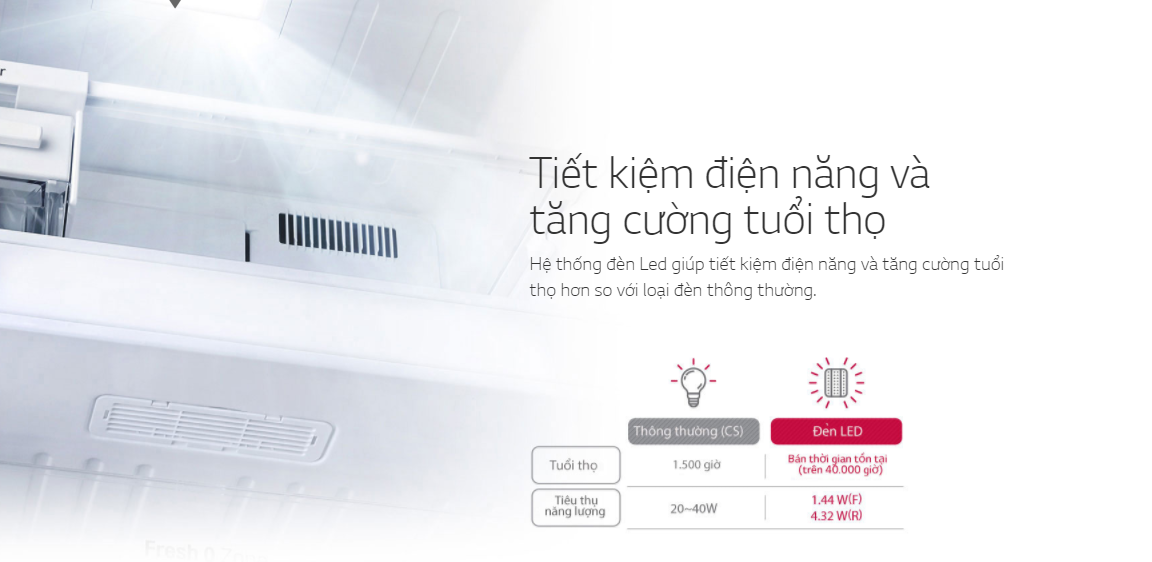 r
Tiết kiệm điện năng và
tăng cường tuổi thọ
Hệ thống đèn Led giúp tiết kiệm điện năng và tăng cường tuổi
thọ hơn so với loại đèn thông thường.
Thông thường (CS)
Đèn LED
Tuổi thọ
1.500 giờ
Bán thời gian tồn tại
(trên 40.000 giờ)
Tiêu thụ
năng lượng
20~40W
1.44 W(F)
4.32 W(R)
Fresh 0 Zone